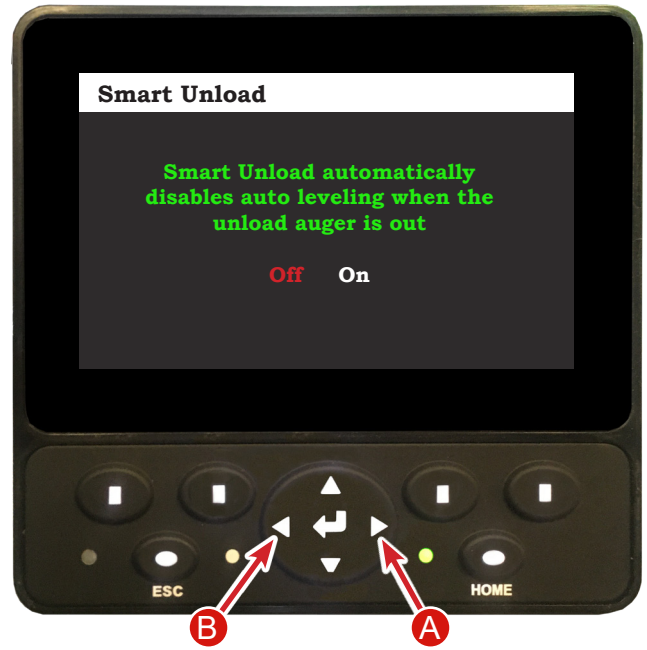 Smart Unload
Smart Unload automatically
disables auto leveling when the
unload auger is out
Off On
ESC
HOME
B
A